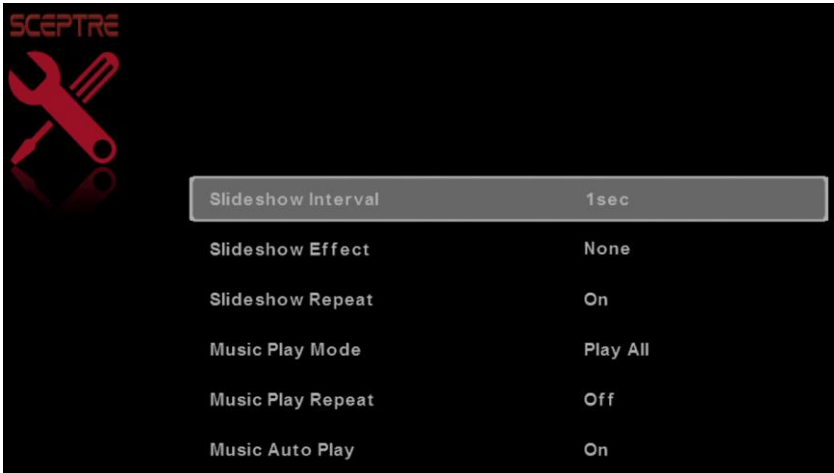 SCEPTRE
Slideshow Interval 1sec
Slideshow Effect None
Slideshow Repeat On
Music Play Mode Play All
Music Play Repeat Off
Music Auto Play On